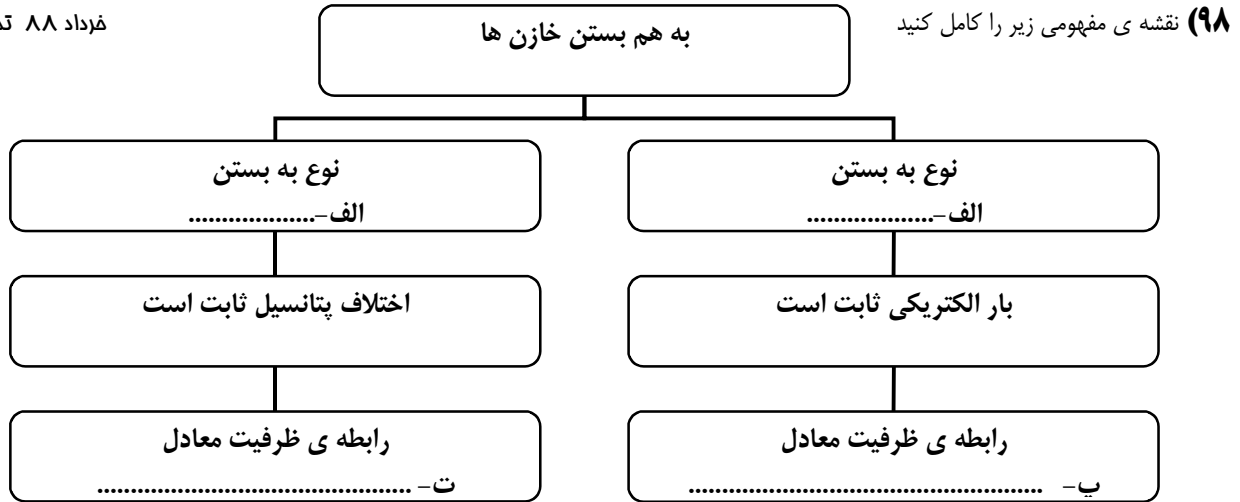 ۹۸) نقشه ی مفهومی زیر را کامل کنید
خرداد ۸۸
به هم بستن خازن ها
نوع به بستن
الف-...................
نوع به بستن
الف-...................
بار الکتریکی ثابت است
اختلاف پتانسیل ثابت است
رابطه ی ظرفیت معادل
پ- ....................................................
رابطه ی ظرفیت معادل
ت- ...............................................